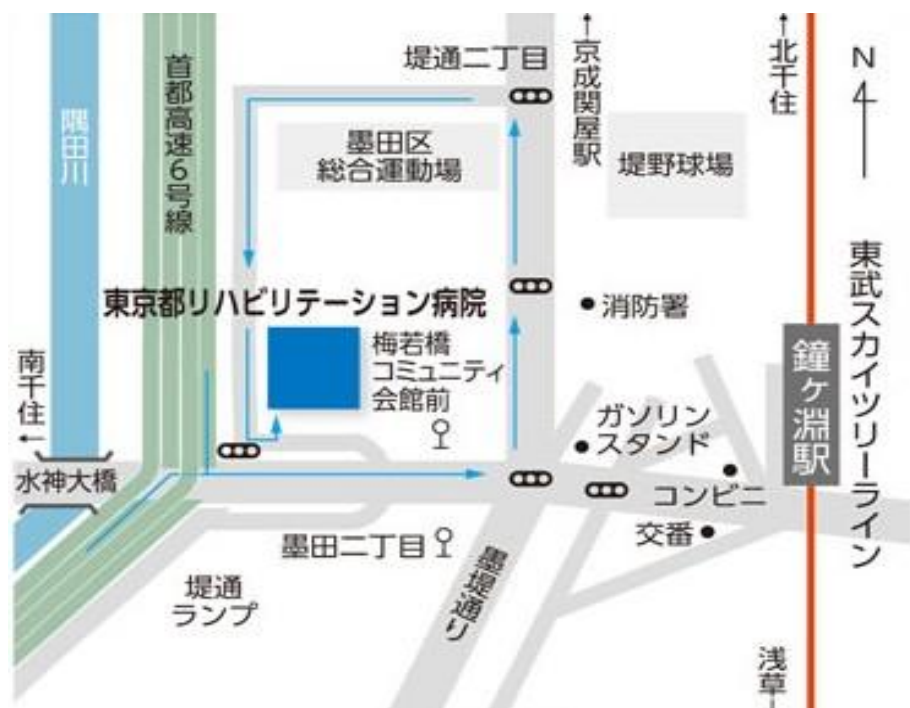 堤通二丁目
↑京成関屋駅
↑北千住
N
首都高速6号線
隅田川
墨田区
総合運動場
堤野球場
東武スカイツリーライン
東京都リハビリテーション病院
消防署
梅若橋
コミュニティ
会館前
南千住
←
鐘ヶ淵駅
ガソリン
スタンド
水神大橋
コンビニ
墨田二丁目
交番
墨堤通り
堤通
ランプ
浅草→